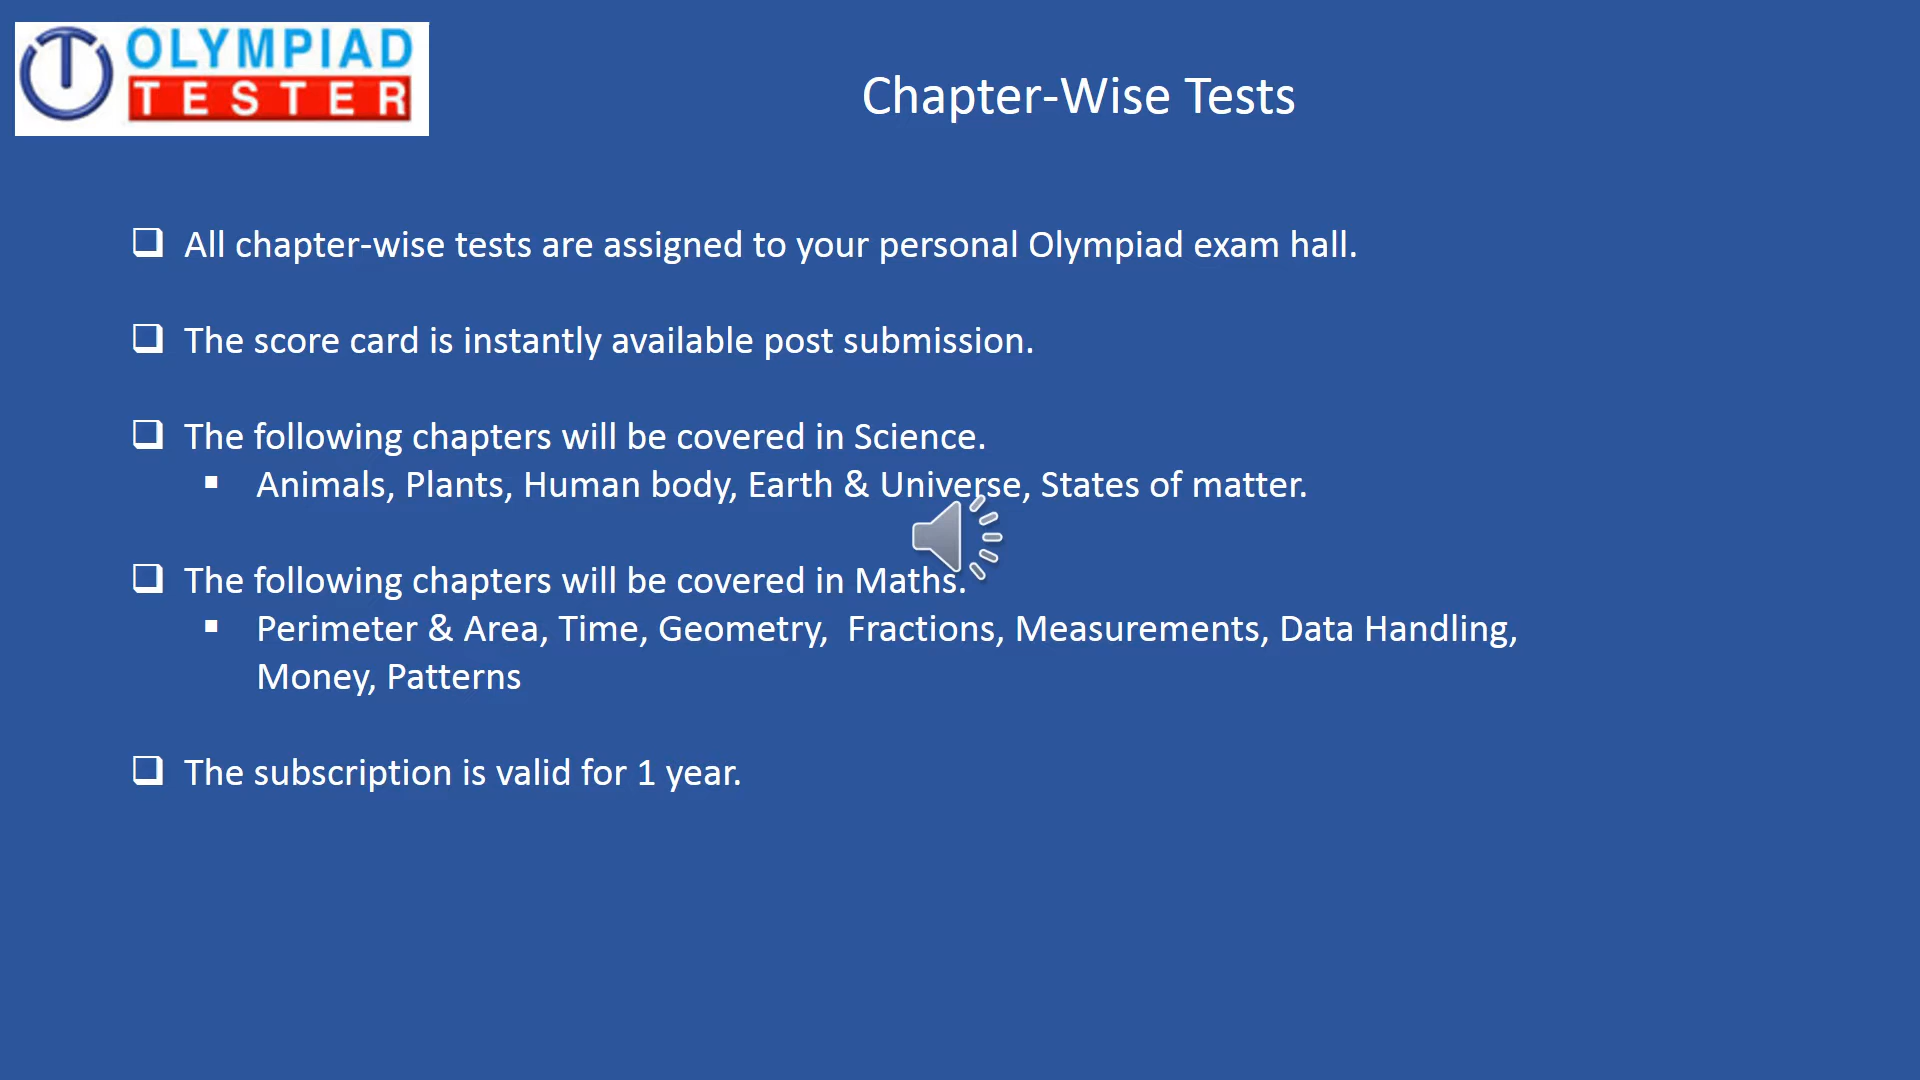 OLYMPIAD
TESTER
Chapter-Wise Tests
All chapter-wise tests are assigned to your personal Olympiad exam hall.
The score card is instantly available post submission.
The following chapters will be covered in Science.
Animals, Plants, Human body, Earth & Universe, States of matter.
The following chapters will be covered in Maths.
Perimeter & Area, Time, Geometry,  Fractions, Measurements, Data Handling,
Money, Patterns
The subscription is valid for 1 year.